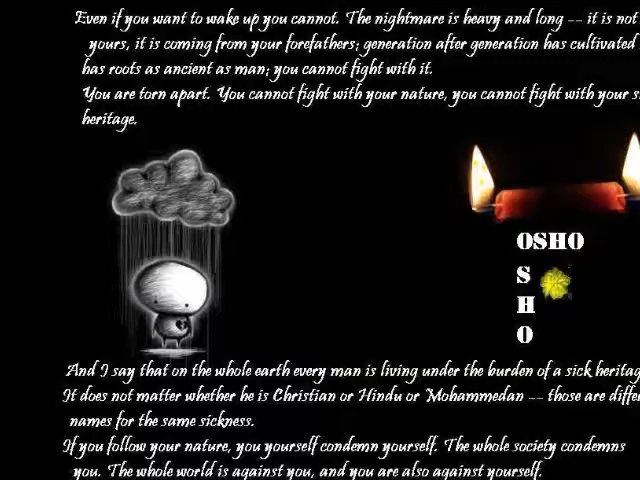 Even if you want to wake up you cannot. The nightmare is heavy and long -- it is not
yours, it is coming from your forefathers; generation after generation has cultivated
has roots as ancient as man; you cannot fight with it.
You are torn apart. You cannot fight with your nature, you cannot fight with your
heritage.
OSHO
S
H
O
And I say that on the whole earth every man is living under the burden of a sick
It does not matter whether he is Christian or Hindu or Mohammedan -- those are
names for the same sickness.
If you follow your nature, you yourself condemn yourself. The whole society condemns
you. The whole world is against you, and you are also against yourself.